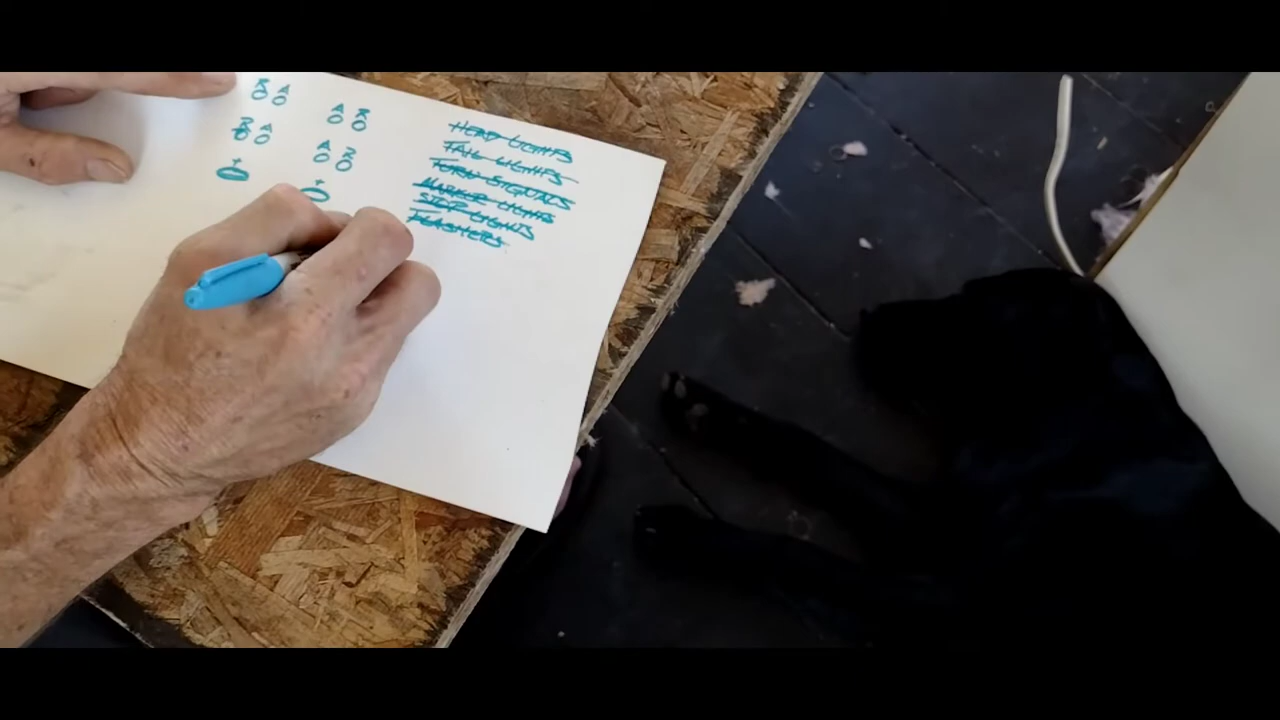 HEAD LIGHTS
TAIL LIGHTS
TURN SIGNALS
MARKER LIGHTS
STOP LIGHTS
FLASHERS